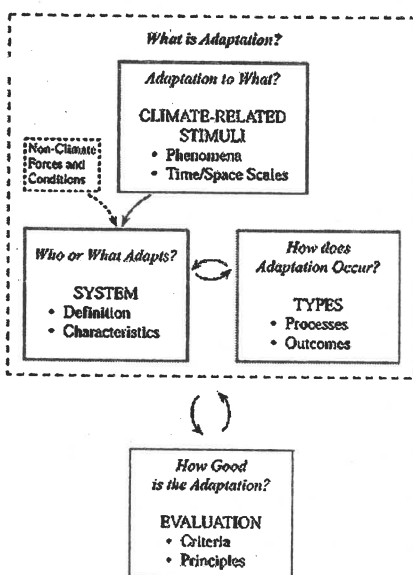 What is Adaptation?
Adaptation to What?
CLIMATE-RELATED
STIMULI
• Phenomena
• Time/Space Scales
Non-Climate
Forces and
Conditions
Who or What Adapts?
SYSTEM
• Definition
• Characteristics
How does
Adaptation Occur?
TYPES
• Processes
• Outcomes
How Good
is the Adaptation?
EVALUATION
• Criteria
• Principles